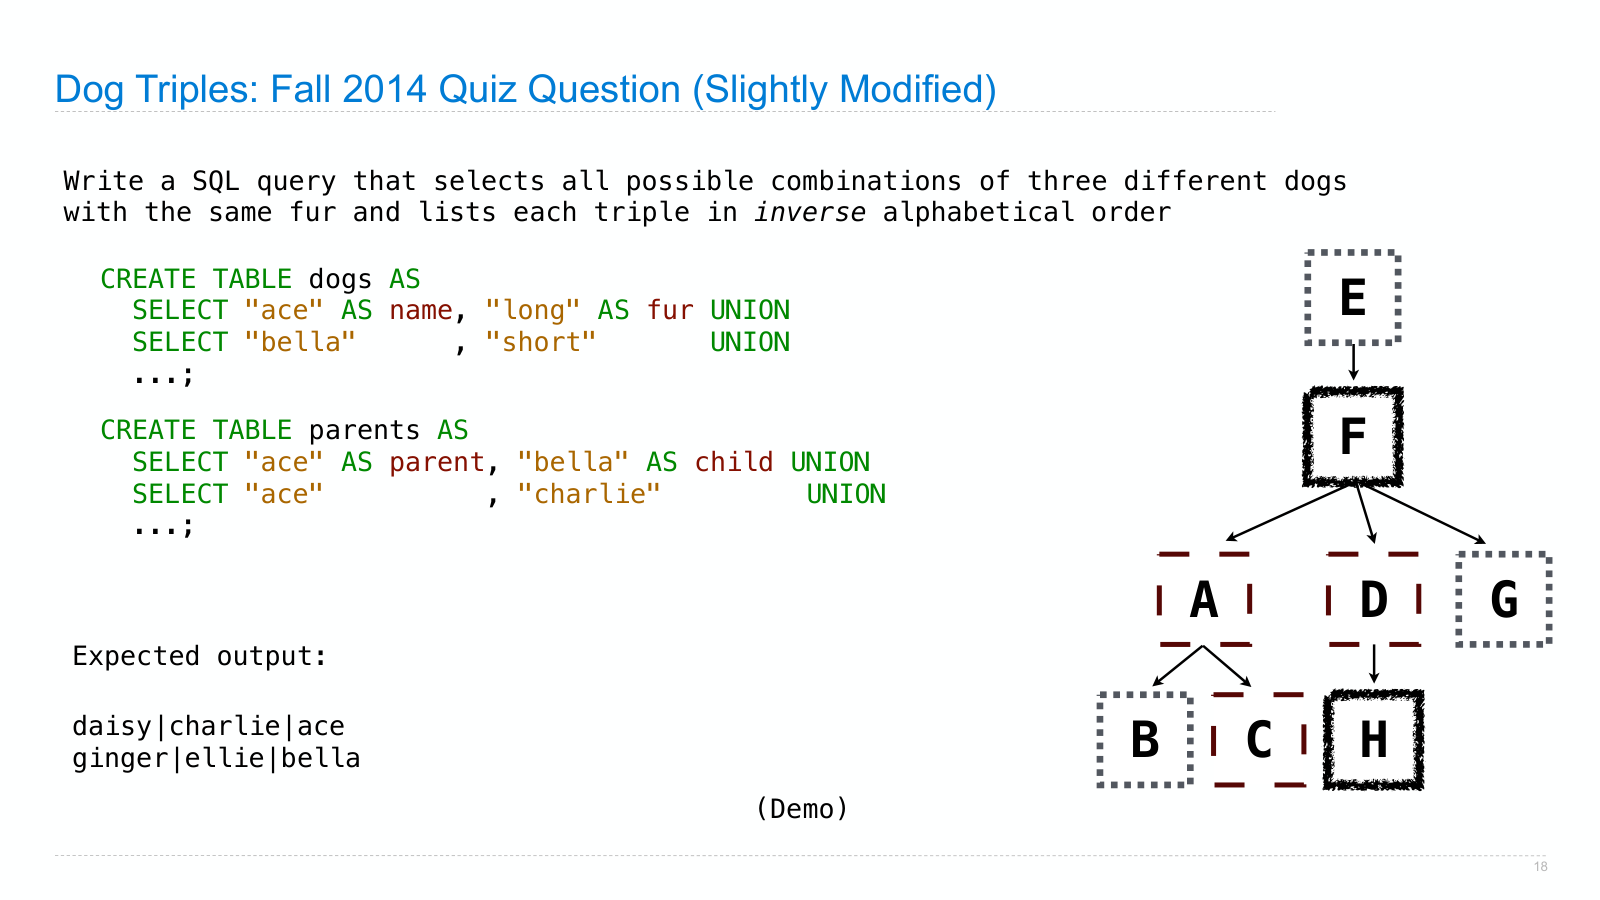 Dog Triples: Fall 2014 Quiz Question (Slightly Modified)
Write a SQL query that selects all possible combinations of three different dogs
with the same fur and lists each triple in inverse alphabetical order
CREATE TABLE dogs AS
  SELECT "ace" AS name, "long" AS fur UNION
  SELECT "bella"      , "short"       UNION
  ...;
CREATE TABLE parents AS
  SELECT "ace" AS parent, "bella" AS child UNION
  SELECT "ace"          , "charlie"         UNION
  ...;
Expected output:
daisy|charlie|ace
ginger|ellie|bella
(Demo)
E
F
A
D
G
B
C
H
18